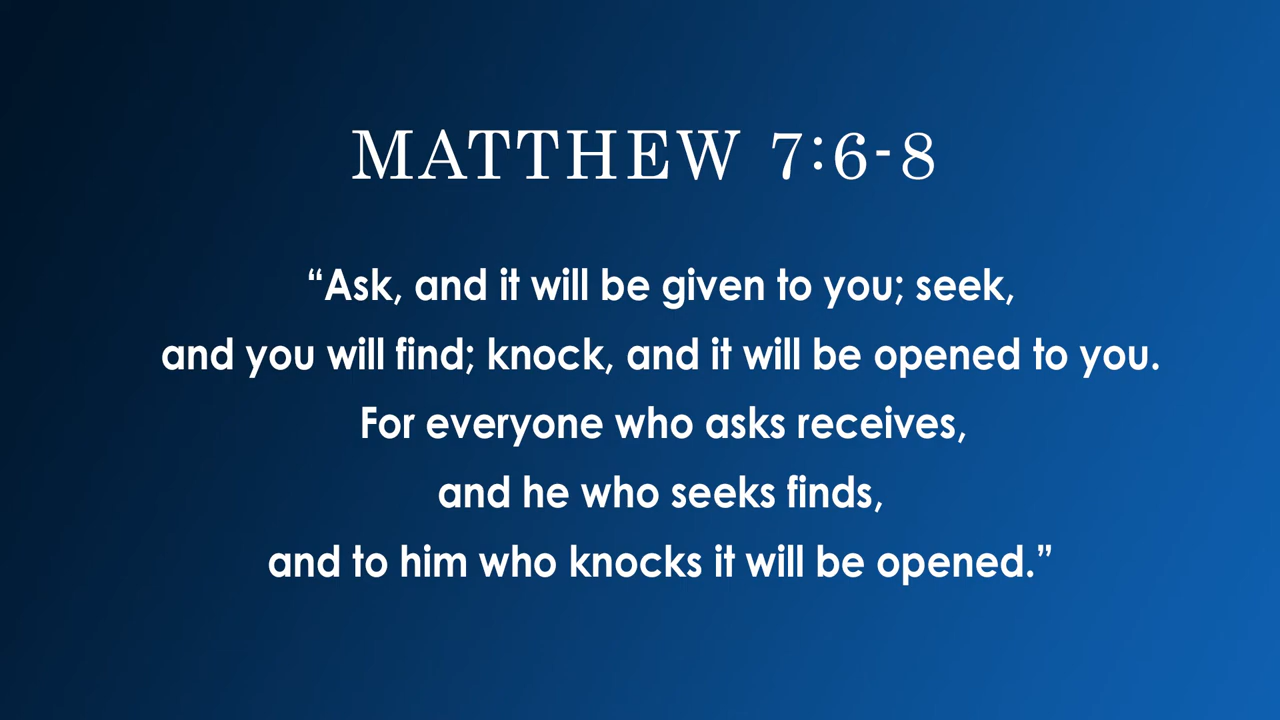 MATTHEW 7:6-8
“Ask, and it will be given to you; seek,
and you will find; knock, and it will be opened to you.
For everyone who asks receives,
and he who seeks finds,
and to him who knocks it will be opened.”